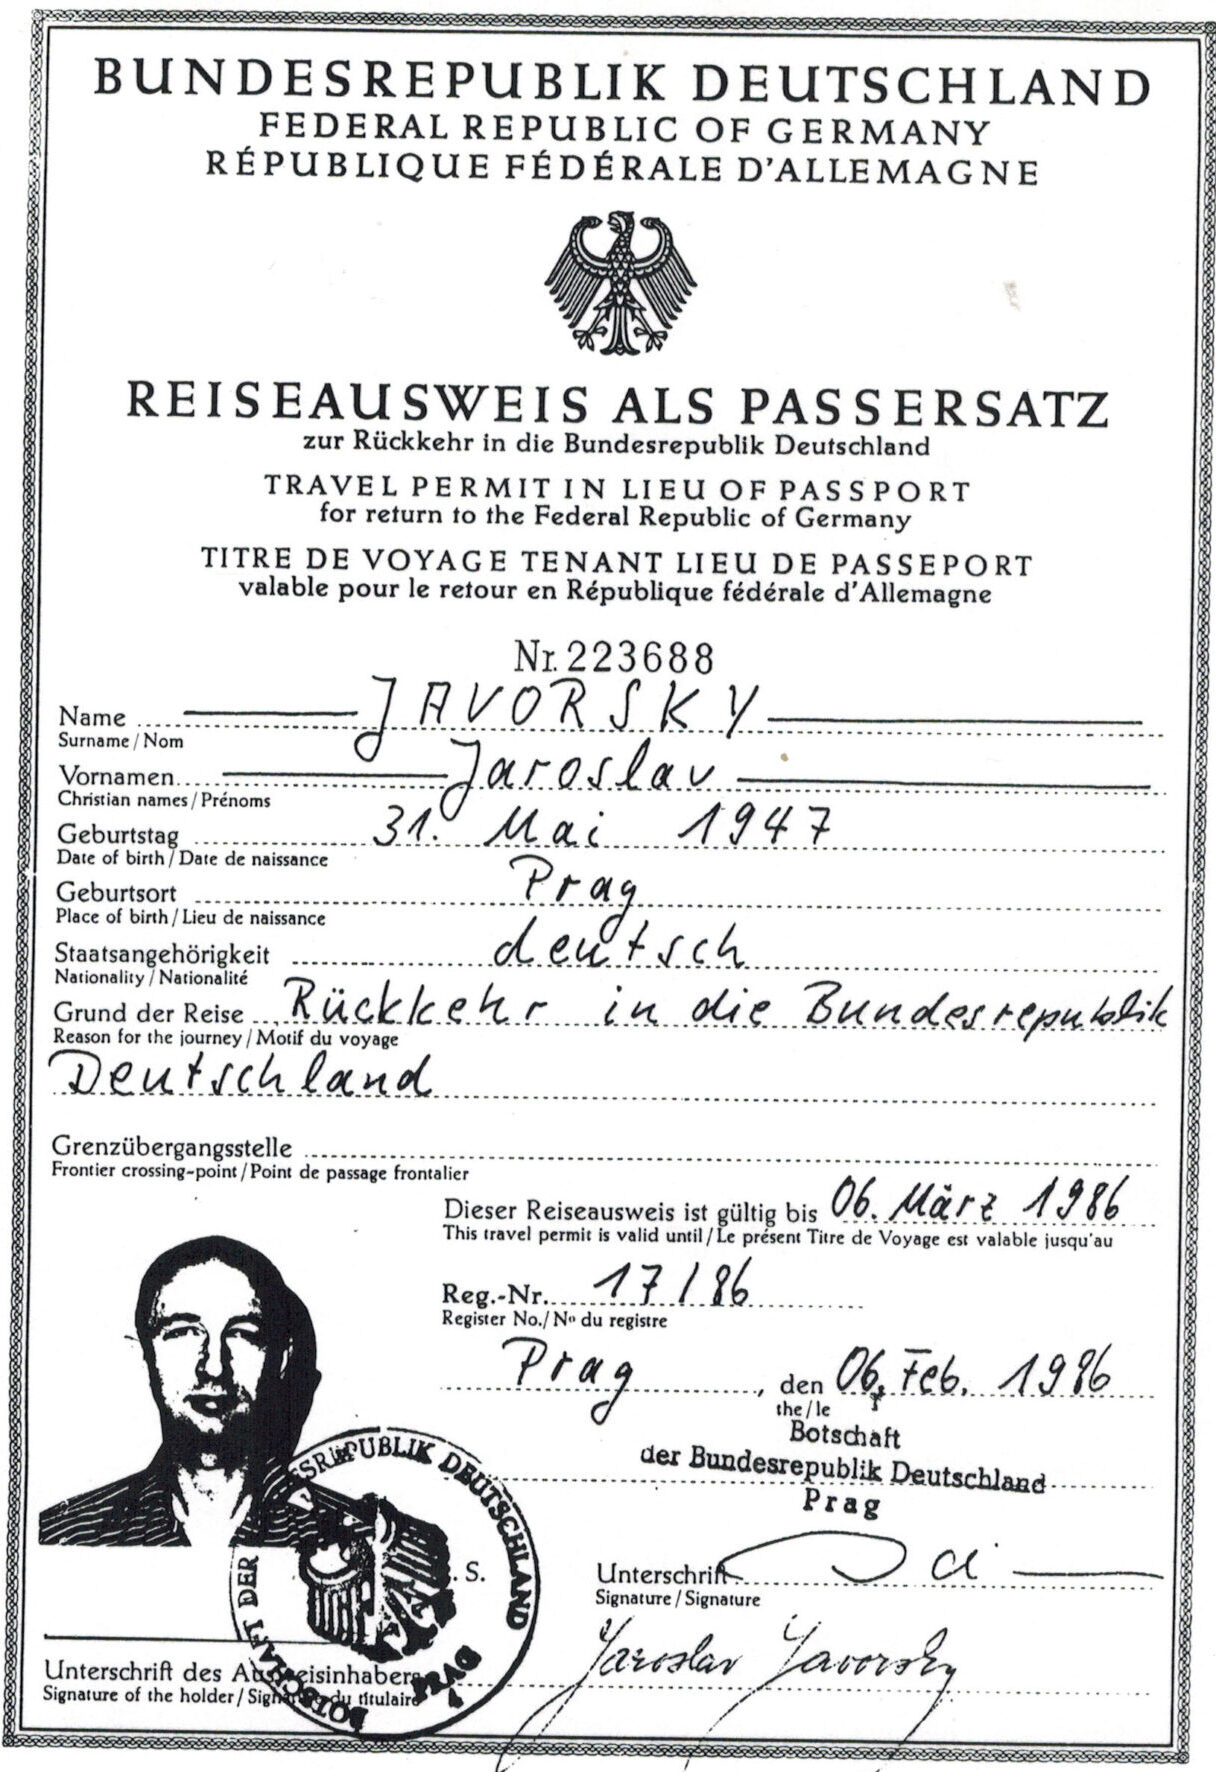 BUNDESREPUBLIK DEUTSCHLAND
FEDERAL REPUBLIC OF GERMANY
RÉPUBLIQUE FÉDÉRALE D'ALLEMAGNE
REISEAUSWEIS ALS PASSERSATZ
zur Rückkehr in die Bundesrepublik Deutschland
TRAVEL PERMIT IN LIEU OF PASSPORT
for return to the Federal Republic of Germany
TITRE DE VOYAGE TENANT LIEU DE PASSEPORT
valable pour le retour en République fédérale d'Allemagne
Nr. 223688
Name JAVORSKY
Surname / Nom
Vornamen Jaroslav
Christian names / Prénoms
Geburtstag 31. Mai 1947
Date of birth / Date de naissance
Geburtsort Prag
Place of birth / Lieu de naissance
Staatsangehörigkeit deutsch
Nationality / Nationalité
Grund der Reise Rückkehr in die Bundesrepublik
Reason for the journey / Motif du voyage
Deutschland
Grenzübergangsstelle
Frontier crossing-point / Point de passage frontalier
Dieser Reiseausweis ist gültig bis 06. März 1986
This travel permit is valid until / Le présent Titre de Voyage est valable jusqu'au
Reg.-Nr. 17/86
Register No. / Nº du registre
Prag, den 06. Feb. 1986
the / le
Botschaft
der Bundesrepublik Deutschland
Prag
BOTSCHAFT DER BUNDESREPUBLIK DEUTSCHLAND
PRAG
4
. S.
Unterschrift
Signature / Signature
Jaroslav Javorsky
Unterschrift des Ausweisinhabers
Signature of the holder / Signature du titulaire